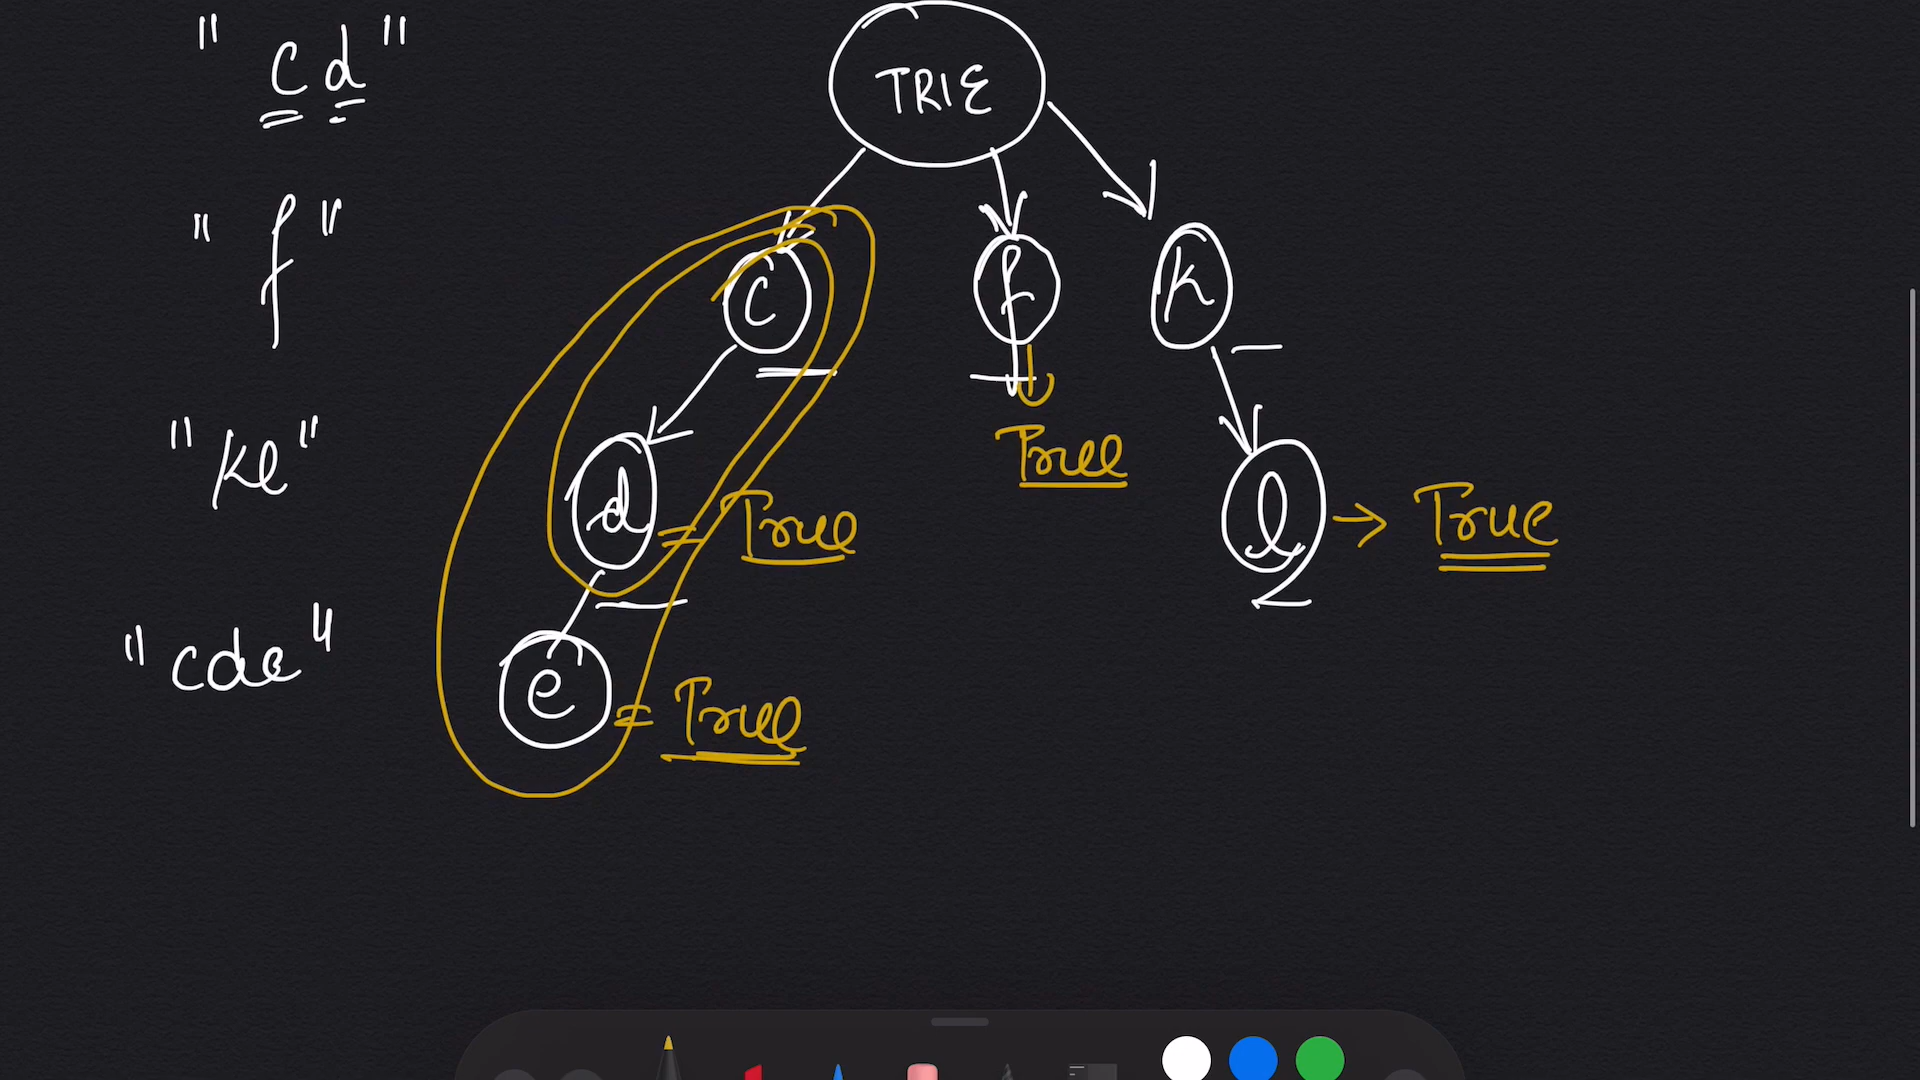 "cd"
TRIE
"f"
c
f
k
"kl"
d
True
True
l
True
"cde"
e
True